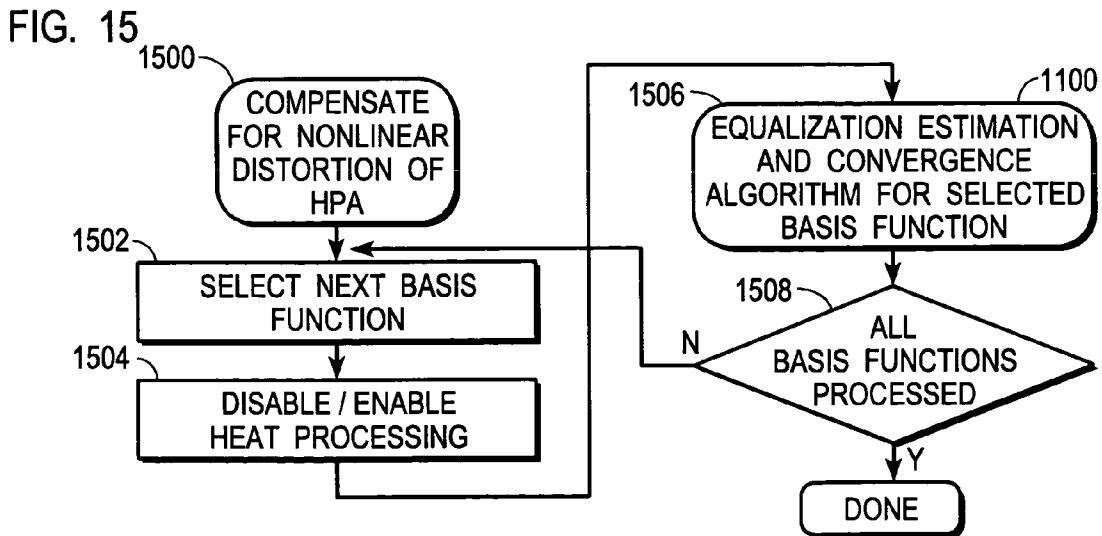 FIG. 15
1500
COMPENSATE
FOR NONLINEAR
DISTORTION OF
HPA
1502
SELECT NEXT BASIS
FUNCTION
1504
DISABLE / ENABLE
HEAT PROCESSING
1506
1100
EQUALIZATION ESTIMATION
AND CONVERGENCE
ALGORITHM FOR SELECTED
BASIS FUNCTION
1508
N
ALL
BASIS FUNCTIONS
PROCESSED
Y
DONE